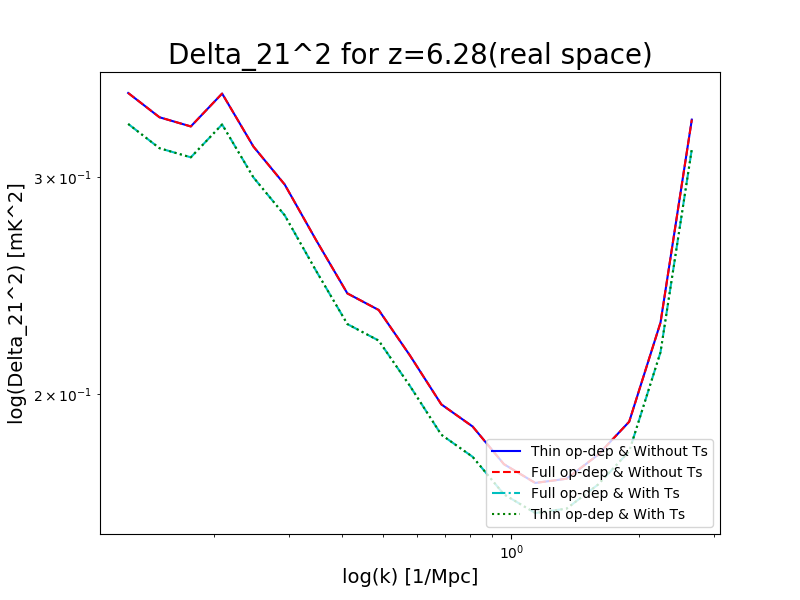 Delta_21^2 for z=6.28(real space)
log(Delta_21^2) [mK^2]
3 × 10⁻¹
2 × 10⁻¹
Thin op-dep & Without Ts
Full op-dep & Without Ts
Full op-dep & With Ts
Thin op-dep & With Ts
10⁰
log(k) [1/Mpc]